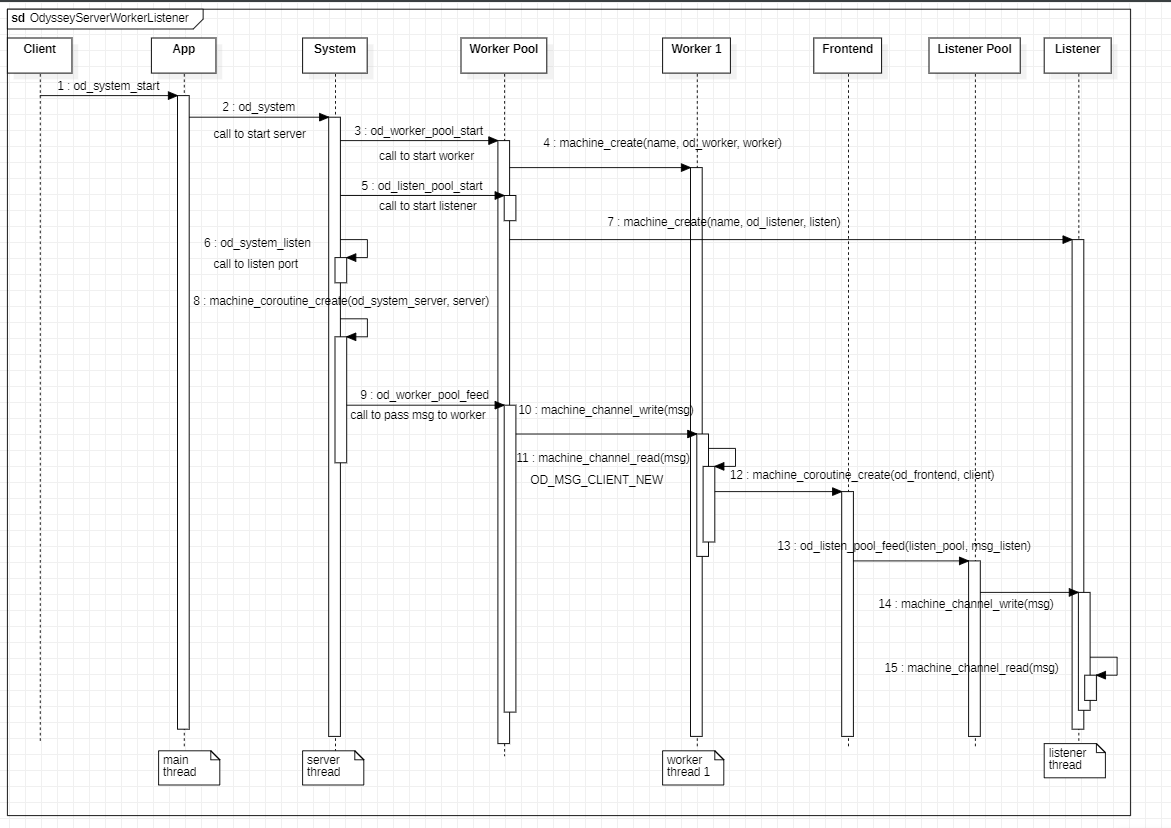 sd OdysseyServerWorkerListener
Client
App
System
Worker Pool
Worker 1
Frontend
Listener Pool
Listener
1 : od_system_start
2 : od_system
call to start server
3 : od_worker_pool_start
call to start worker
4 : machine_create(name, od_worker, worker)
5 : od_listen_pool_start
call to start listener
7 : machine_create(name, od_listener, listen)
6 : od_system_listen
call to listen port
8 : machine_coroutine_create(od_system_server, server)
9 : od_worker_pool_feed
call to pass msg to worker
10 : machine_channel_write(msg)
11 : machine_channel_read(msg)
OD_MSG_CLIENT_NEW
12 : machine_coroutine_create(od_frontend, client)
13 : od_listen_pool_feed(listen_pool, msg_listen)
14 : machine_channel_write(msg)
15 : machine_channel_read(msg)
main
thread
server
thread
worker
thread 1
listener
thread